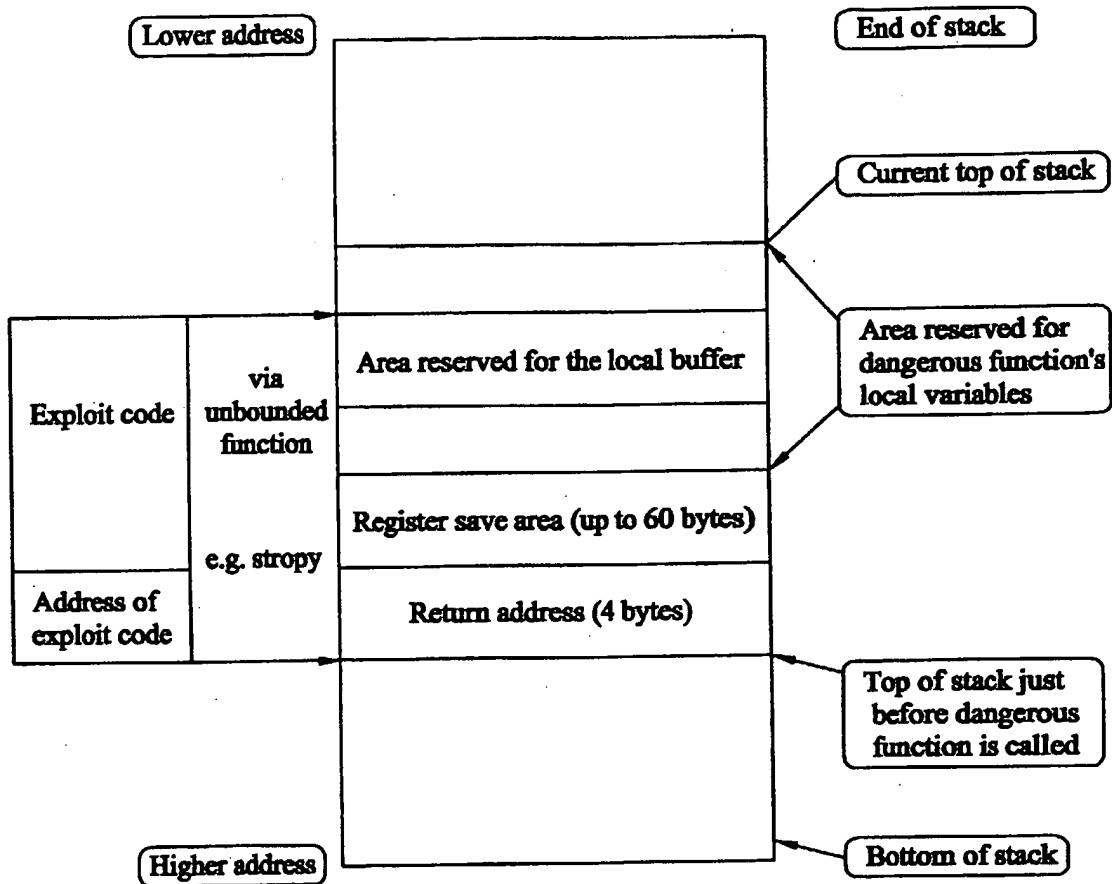 Lower address
End of stack
Current top of stack
Area reserved for
dangerous function's
local variables
Exploit code
via
unbounded
function
Area reserved for the local buffer
Register save area (up to 60 bytes)
e.g. stropy
Address of
exploit code
Return address (4 bytes)
Top of stack just
before dangerous
function is called
Higher address
Bottom of stack